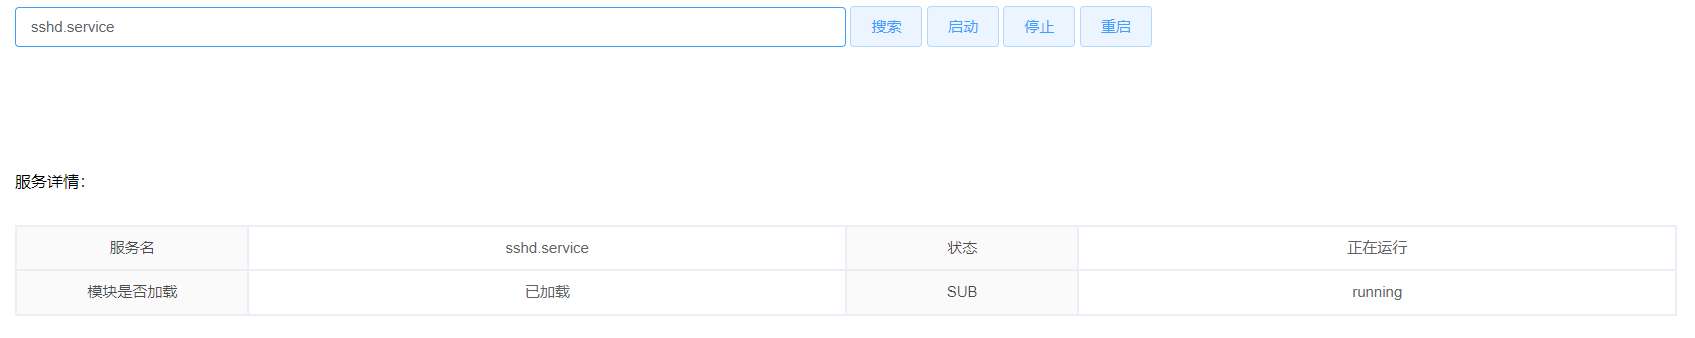 sshd.service 搜索 启动 停止 重启
服务详情：
服务名 sshd.service 状态 正在运行
模块是否加载 已加载 SUB running